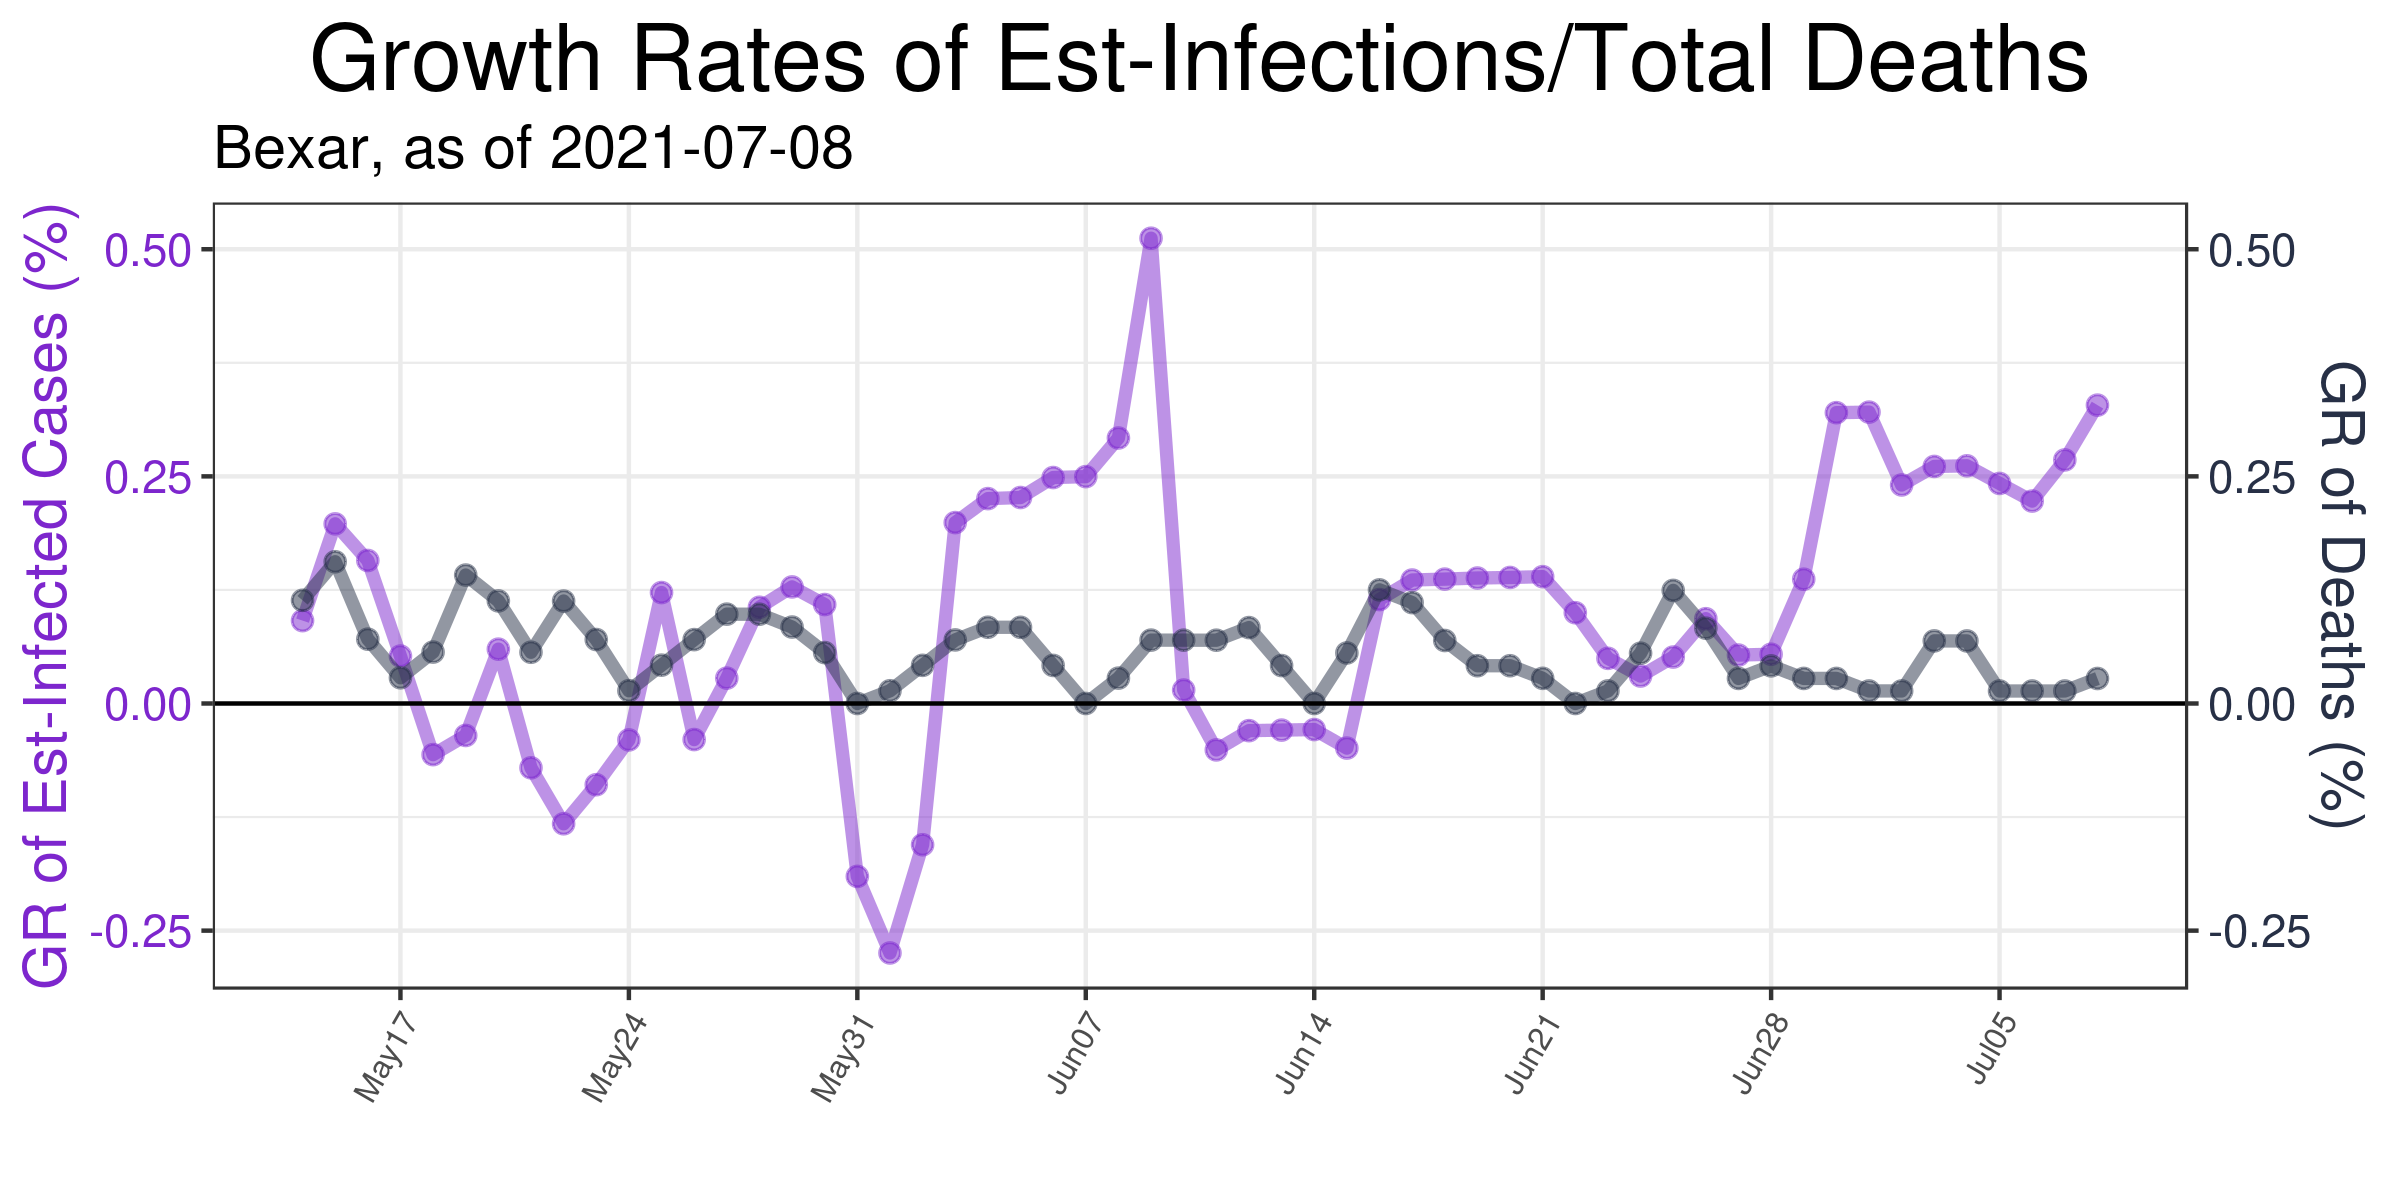 Growth Rates of Est-Infections/Total Deaths
Bexar, as of 2021-07-08
GR of Est-Infected Cases (%)
0.50
0.25
0.00
-0.25
0.50
0.25
0.00
-0.25
GR of Deaths (%)
May17
May24
May31
Jun07
Jun14
Jun21
Jun28
Jul05